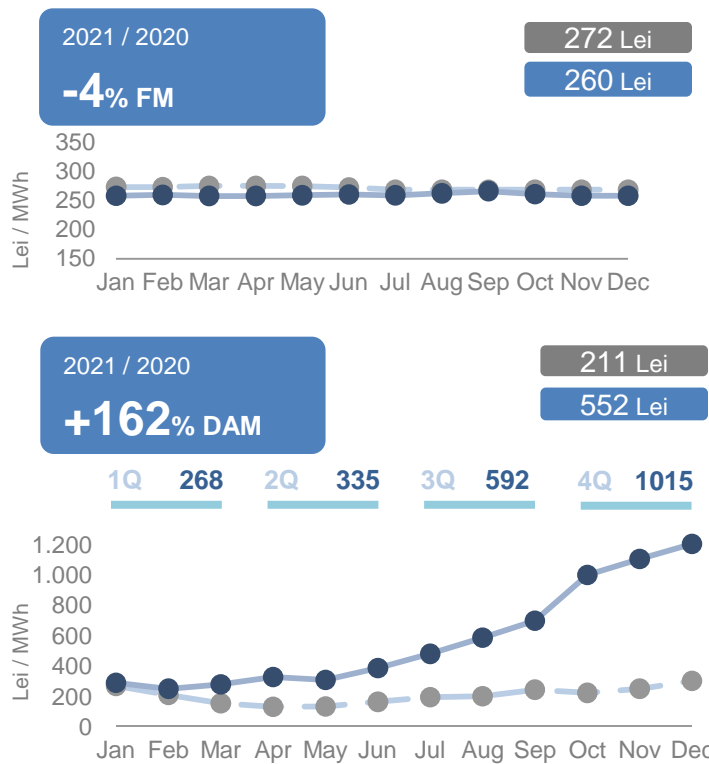 2021 / 2020
-4% FM
272 Lei
260 Lei
Lei / MWh
350
300
250
200
150
Jan Feb Mar Apr May Jun Jul Aug Sep Oct Nov Dec
2021 / 2020
+162% DAM
211 Lei
552 Lei
1Q 268 2Q 335 3Q 592 4Q 1015
Lei / MWh
1.200
1.000
800
600
400
200
0
Jan Feb Mar Apr May Jun Jul Aug Sep Oct Nov Dec